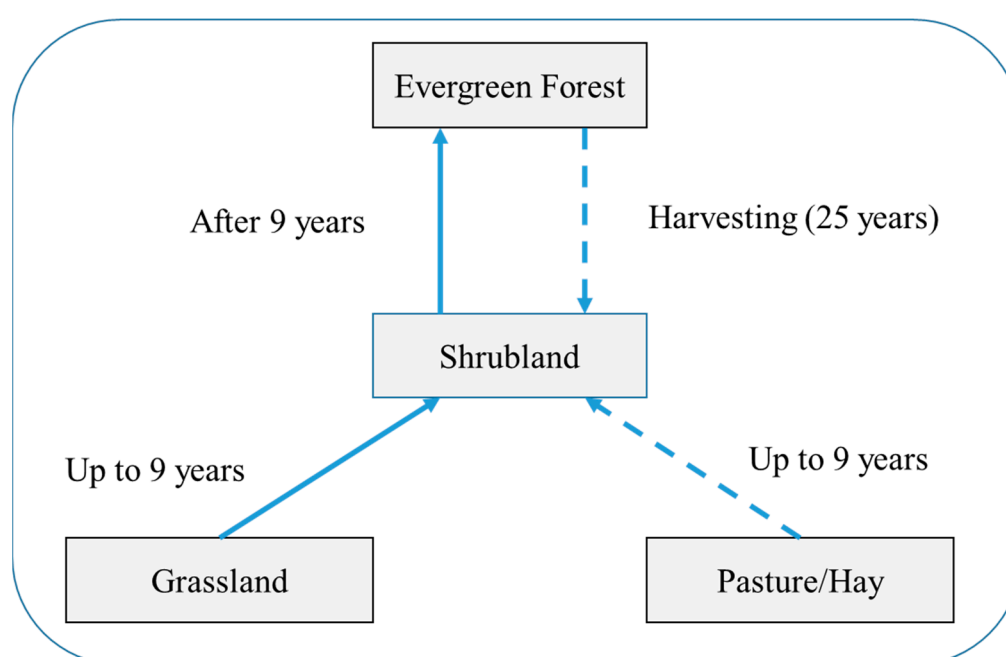 Evergreen Forest
After 9 years
Harvesting (25 years)
Shrubland
Up to 9 years
Up to 9 years
Grassland
Pasture/Hay